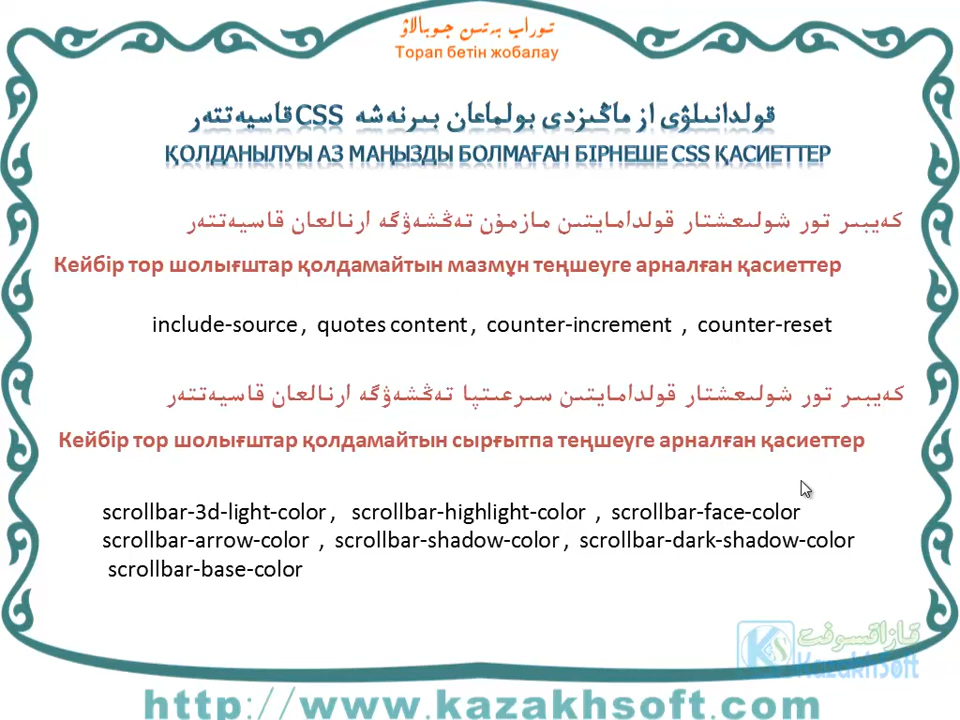 توراپ بەتىن جوبالاۋ
Торап бетін жобалау
قولدانىلۋى از ماڭىزدى بولماعان بىرنەشە CSS قاسيەتتەر
ҚОЛДАНЫЛУЫ АЗ МАҢЫЗДЫ БОЛМАҒАН БІРНЕШЕ CSS ҚАСИЕТТЕР
كەيبىر تور شولىعشتار قولدامايتىن مازمۇن تەڭشەۋگە ارنالعان قاسيەتتەر
Кейбір тор шолығштар қолдамайтын мазмұн теңшеуге арналған қасиеттер
include-source , quotes content , counter-increment , counter-reset
كەيبىر تور شولىعشتار قولدامايتىن سىرعىتپا تەڭشەۋگە ارنالعان قاسيەتتەر
Кейбір тор шолығштар қолдамайтын сырғытпа теңшеуге арналған қасиеттер
scrollbar-3d-light-color , scrollbar-highlight-color , scrollbar-face-color
scrollbar-arrow-color , scrollbar-shadow-color , scrollbar-dark-shadow-color
scrollbar-base-color
قازاقسوفت
KazakhSoft
http://www.kazakhsoft.com